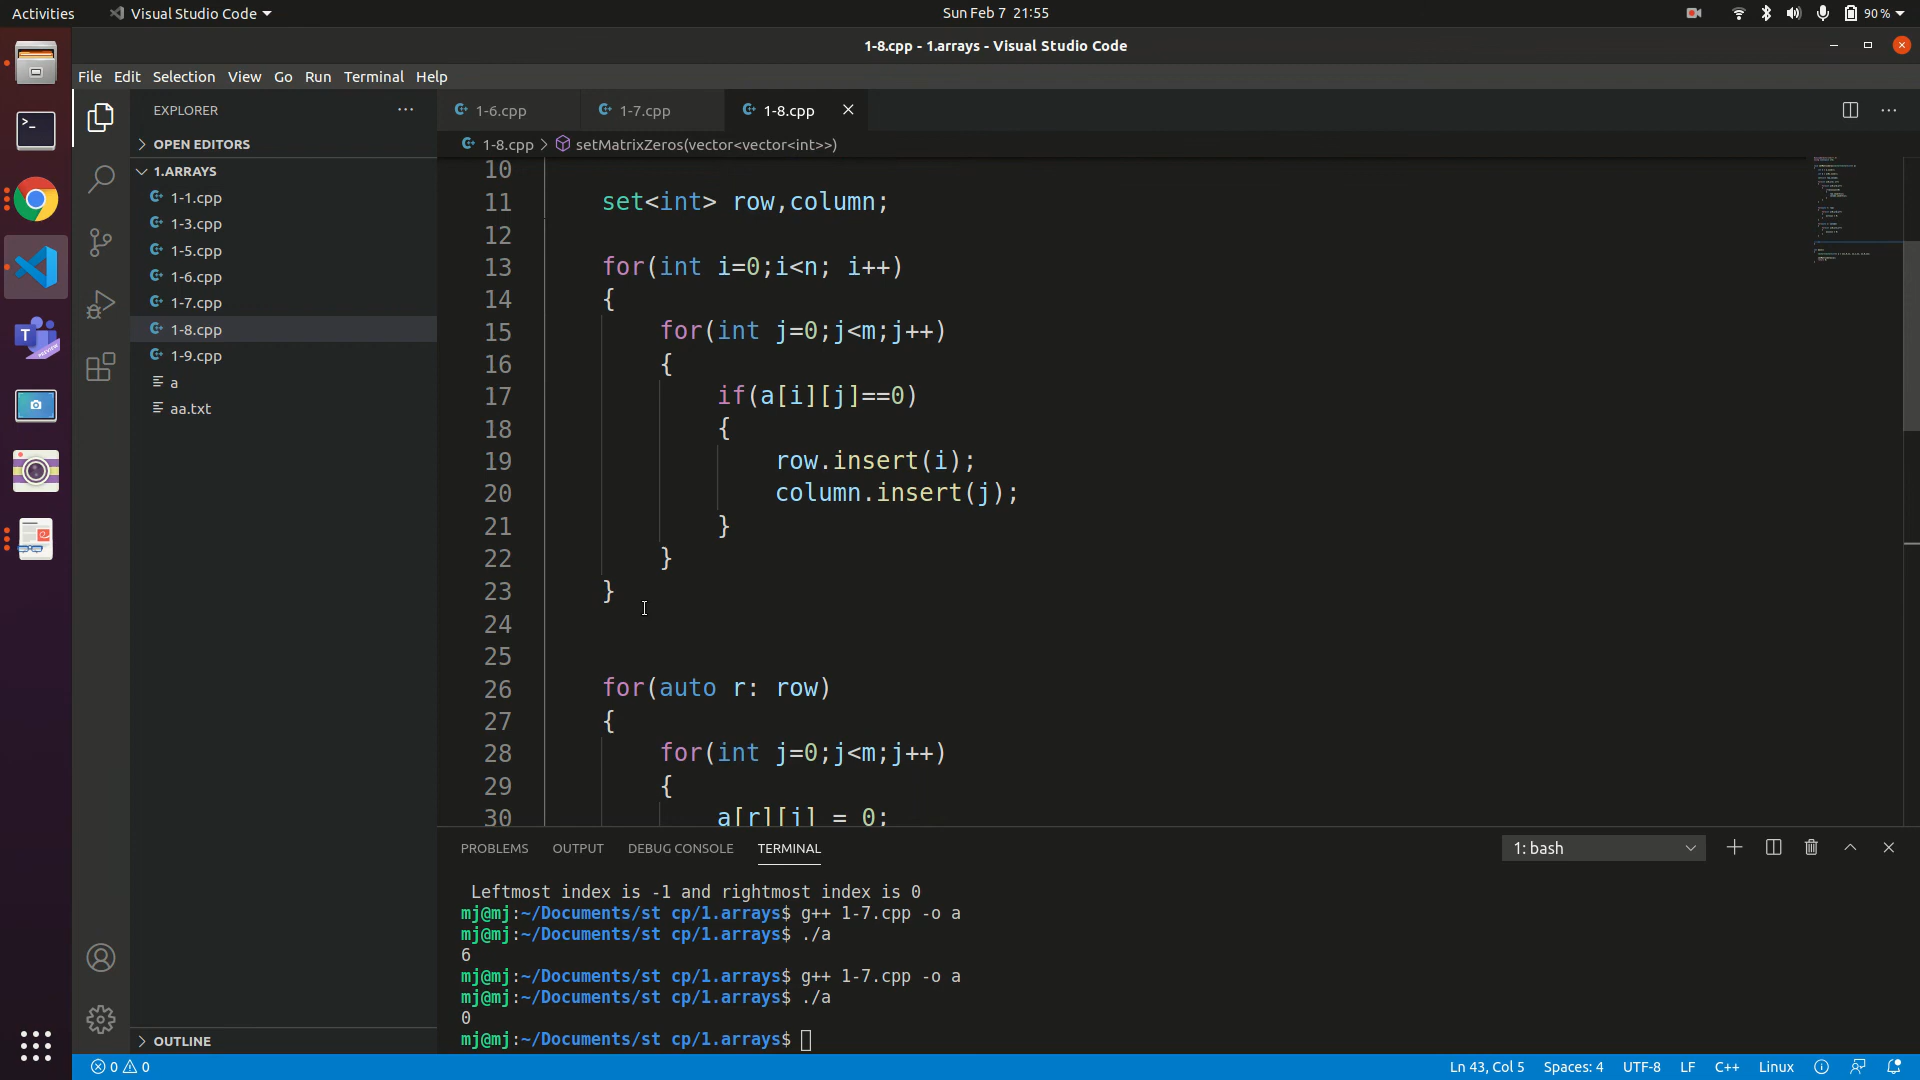 Activities
Visual Studio Code
Sun Feb 7 21:55
90 %
1-8.cpp - 1.arrays - Visual Studio Code
File Edit Selection View Go Run Terminal Help
EXPLORER
OPEN EDITORS
1.ARRAYS
1-1.cpp
1-3.cpp
1-5.cpp
1-6.cpp
1-7.cpp
1-8.cpp
1-9.cpp
a
aa.txt
OUTLINE
1-6.cpp 1-7.cpp 1-8.cpp
1-8.cpp > setMatrixZeros(vector<vector<int>>)
10
11 set<int> row,column;
12
13 for(int i=0;i<n; i++)
14 {
15 for(int j=0;j<m;j++)
16 {
17 if(a[i][j]==0)
18 {
19 row.insert(i);
20 column.insert(j);
21 }
22 }
23 }
24
25
26 for(auto r: row)
27 {
28 for(int j=0;j<m;j++)
29 {
30 a[r][j] = 0;
PROBLEMS OUTPUT DEBUG CONSOLE TERMINAL
1: bash
Leftmost index is -1 and rightmost index is 0
mj@mj:~/Documents/st cp/1.arrays$ g++ 1-7.cpp -o a
mj@mj:~/Documents/st cp/1.arrays$ ./a
6
mj@mj:~/Documents/st cp/1.arrays$ g++ 1-7.cpp -o a
mj@mj:~/Documents/st cp/1.arrays$ ./a
0
mj@mj:~/Documents/st cp/1.arrays$
0 0
Ln 43, Col 5 Spaces: 4 UTF-8 LF C++ Linux